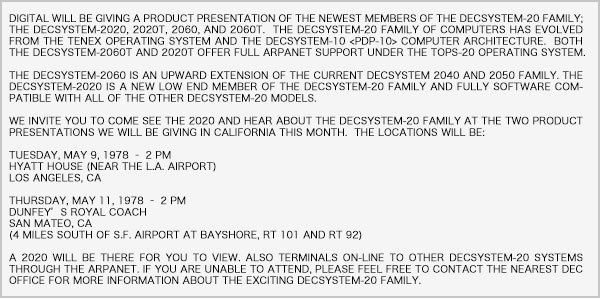 DIGITAL WILL BE GIVING A PRODUCT PRESENTATION OF THE NEWEST MEMBERS OF THE DECSYSTEM-20 FAMILY;
THE DECSYSTEM-2020, 2020T, 2060, AND 2060T. THE DECSYSTEM-20 FAMILY OF COMPUTERS HAS EVOLVED
FROM THE TENEX OPERATING SYSTEM AND THE DECSYSTEM-10 <PDP-10> COMPUTER ARCHITECTURE. BOTH
THE DECSYSTEM-2060T AND 2020T OFFER FULL ARPANET SUPPORT UNDER THE TOPS-20 OPERATING SYSTEM.

THE DECSYSTEM-2060 IS AN UPWARD EXTENSION OF THE CURRENT DECSYSTEM 2040 AND 2050 FAMILY. THE
DECSYSTEM-2020 IS A NEW LOW END MEMBER OF THE DECSYSTEM-20 FAMILY AND FULLY SOFTWARE COM-
PATIBLE WITH ALL OF THE OTHER DECSYSTEM-20 MODELS.

WE INVITE YOU TO COME SEE THE 2020 AND HEAR ABOUT THE DECSYSTEM-20 FAMILY AT THE TWO PRODUCT
PRESENTATIONS WE WILL BE GIVING IN CALIFORNIA THIS MONTH. THE LOCATIONS WILL BE:

TUESDAY, MAY 9, 1978 - 2 PM
HYATT HOUSE (NEAR THE L.A. AIRPORT)
LOS ANGELES, CA

THURSDAY, MAY 11, 1978 - 2 PM
DUNFEY'S ROYAL COACH
SAN MATEO, CA
(4 MILES SOUTH OF S.F. AIRPORT AT BAYSHORE, RT 101 AND RT 92)

A 2020 WILL BE THERE FOR YOU TO VIEW. ALSO TERMINALS ON-LINE TO OTHER DECSYSTEM-20 SYSTEMS
THROUGH THE ARPANET. IF YOU ARE UNABLE TO ATTEND, PLEASE FEEL FREE TO CONTACT THE NEAREST DEC
OFFICE FOR MORE INFORMATION ABOUT THE EXCITING DECSYSTEM-20 FAMILY.